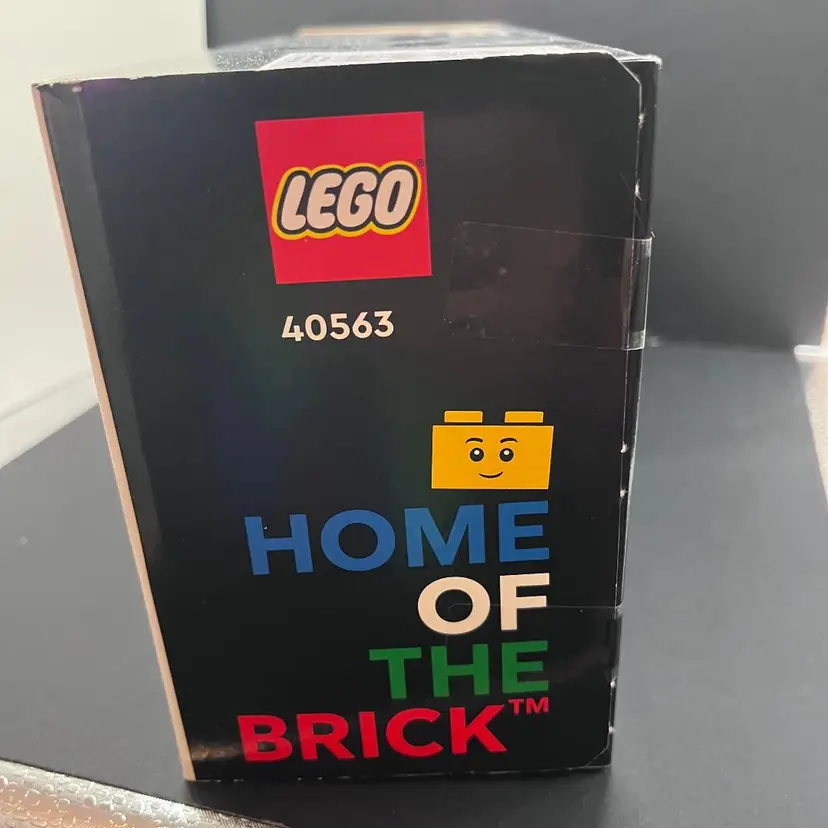 LEGO®
40563
HOME
OF
THE
BRICK™